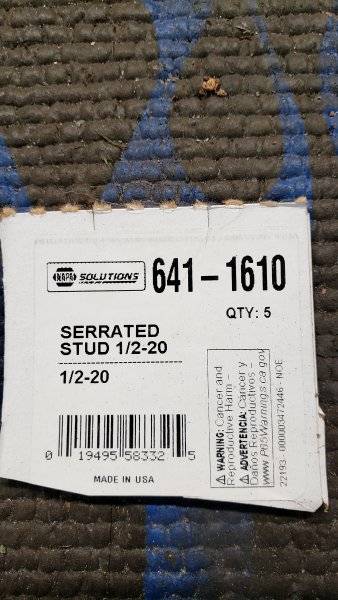 NAPA SOLUTIONS 641-1610
QTY: 5
SERRATED
STUD 1/2-20
1/2-20
0 19495 58332 5
MADE IN USA
WARNING: Cancer and
Reproductive Harm -
ADVERTENCIA: Cancer y
Daños Reproductivos -
www.P65Warnings.ca.gov
22193 - 000003472446 - NOE